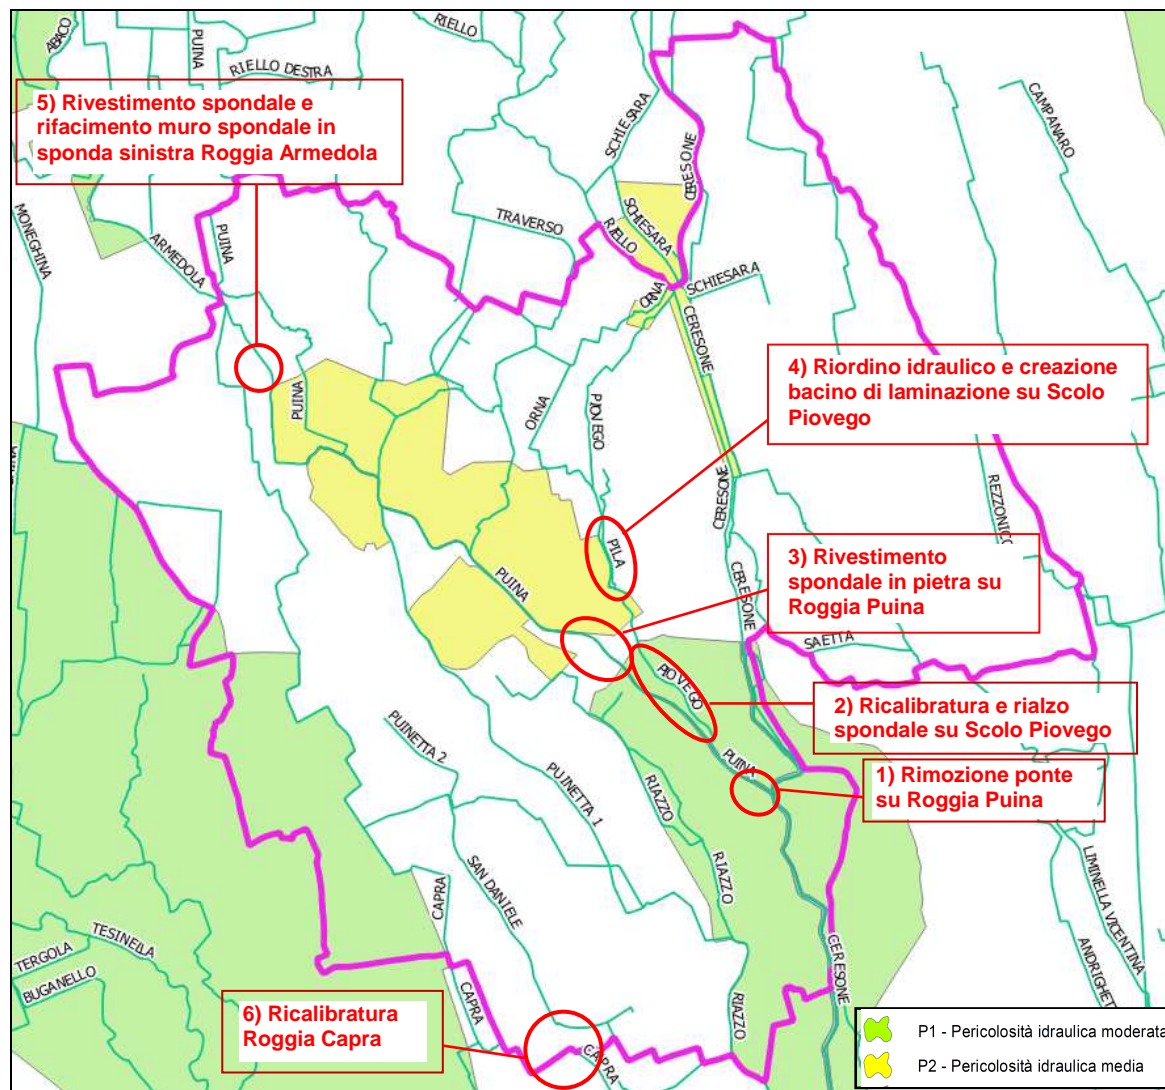 ABACO
PUINA
RIELLO
RIELLO DESTRA
5) Rivestimento spondale e
rifacimento muro spondale in
sponda sinistra Roggia Armedola
SCHIESARA
CERESONE
CAMPANARO
MONEGHINA
ARMEDOLA
PUINA
TRAVERSO
SCHIESARA
RIELLO
ORNA
SCHIESARA
CERESONE
4) Riordino idraulico e creazione
bacino di laminazione su Scolo
Piovego
PUINA
ORNA
PIOVEGO
CERESONE
REZZONICO
PILA
3) Rivestimento
spondale in pietra su
Roggia Puina
PUINA
CERESONE
SAETTA
PIOVEGO
2) Ricalibratura e rialzo
spondale su Scolo Piovego
PUINETTA 2
PUINA
1) Rimozione ponte
su Roggia Puina
PUINETTA 1
RIAZZO
RIAZZO
LIMINELLA VICENTINA
CAPRA
SAN DANIELE
TESINELLA
TERGOLA
BUGANELLO
CERESONE
ANDRIGHET
CAPRA
RIAZZO
6) Ricalibratura
Roggia Capra
CAPRA
P1 - Pericolosità idraulica moderata
P2 - Pericolosità idraulica media